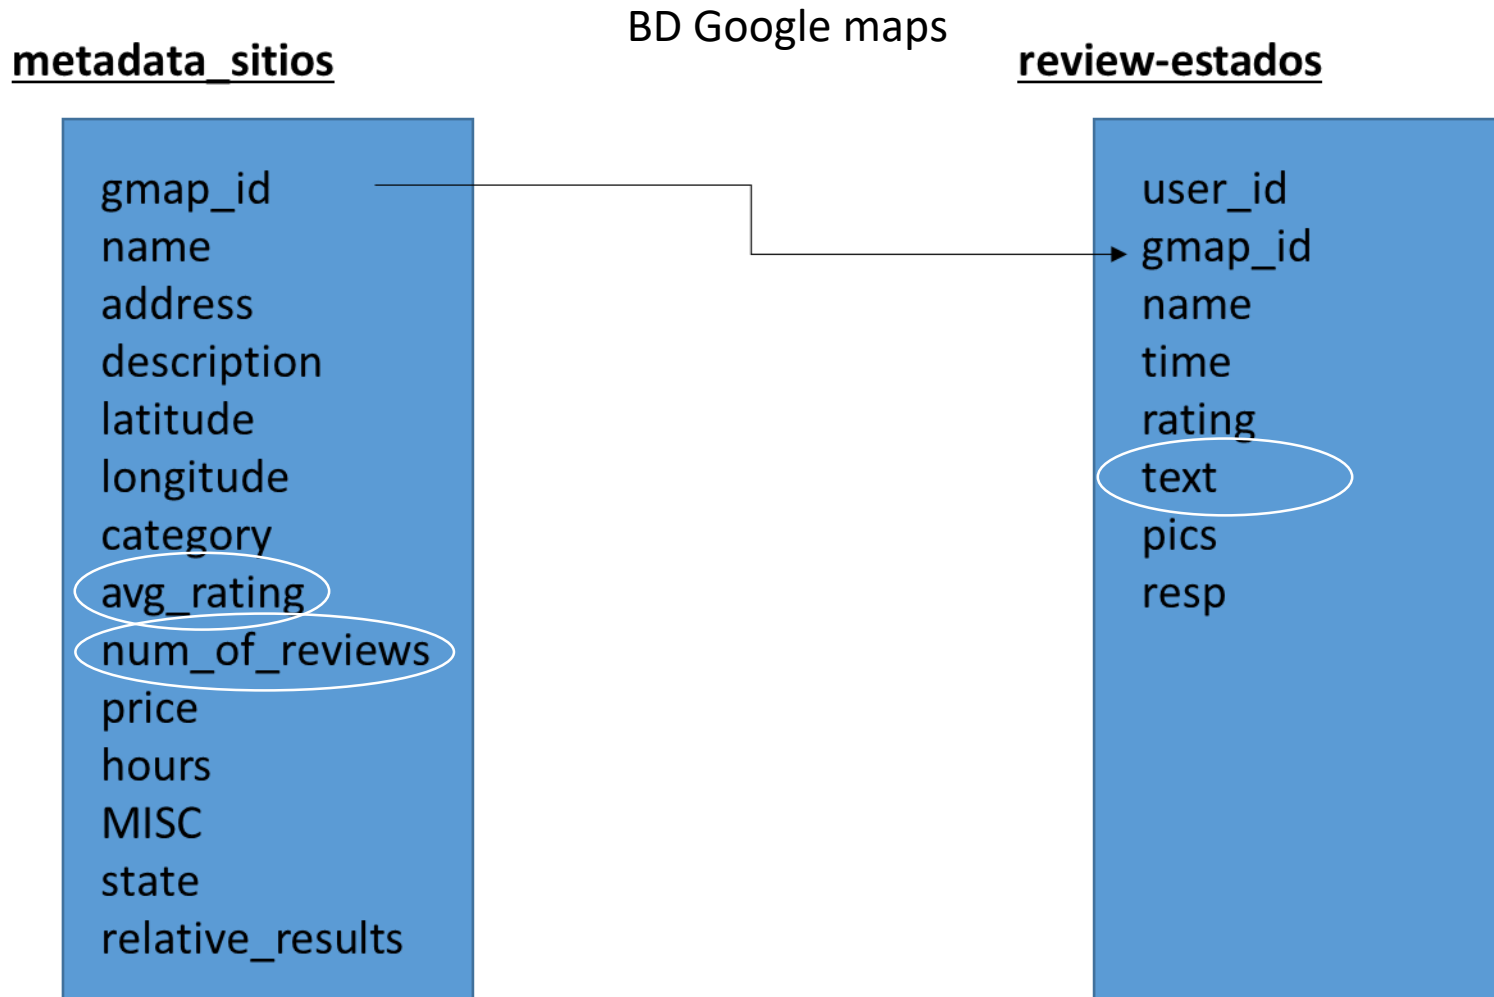 BD Google maps
metadata_sitios
gmap_id
name
address
description
latitude
longitude
category
avg_rating
num_of_reviews
price
hours
MISC
state
relative_results
review-estados
user_id
gmap_id
name
time
rating
text
pics
resp